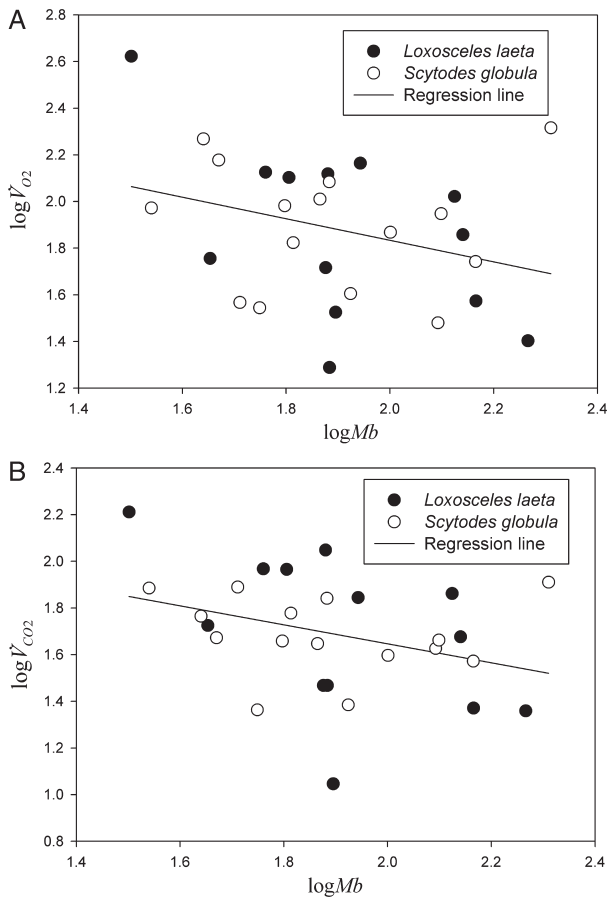 A
2.8
2.6
2.4
2.2
2.0
1.8
1.6
1.4
1.2
log V̇O2
Loxosceles laeta
Scytodes globula
Regression line
1.4 1.6 1.8 2.0 2.2 2.4
logMb
B
2.4
2.2
2.0
1.8
1.6
1.4
1.2
1.0
0.8
log V̇CO2
Loxosceles laeta
Scytodes globula
Regression line
1.4 1.6 1.8 2.0 2.2 2.4
logMb